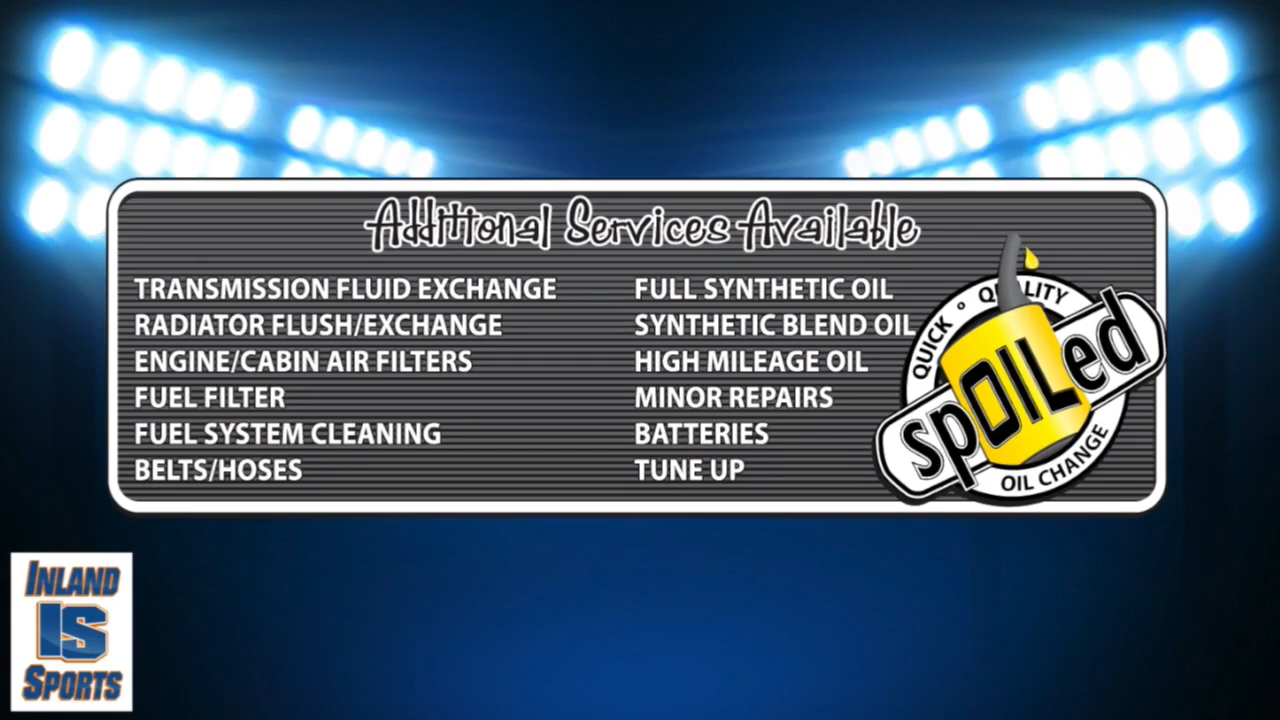 Additional Services Available
TRANSMISSION FLUID EXCHANGE
RADIATOR FLUSH/EXCHANGE
ENGINE/CABIN AIR FILTERS
FUEL FILTER
FUEL SYSTEM CLEANING
BELTS/HOSES
FULL SYNTHETIC OIL
SYNTHETIC BLEND OIL
HIGH MILEAGE OIL
MINOR REPAIRS
BATTERIES
TUNE UP
QUICK ° QUALITY
spOILed
OIL CHANGE
INLAND
IS
SPORTS